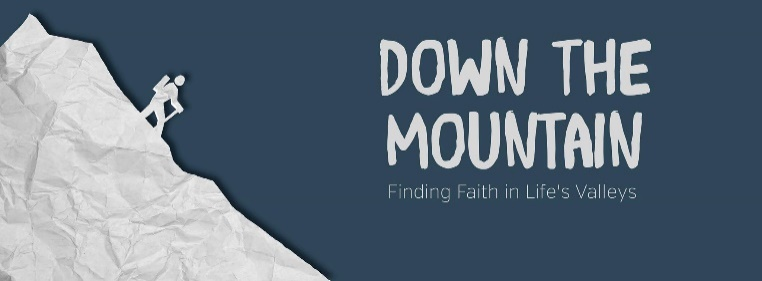 DOWN THE
MOUNTAIN
Finding Faith in Life's Valleys